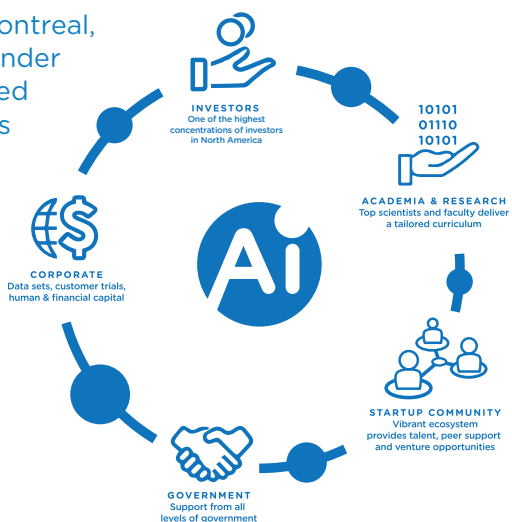 ontreal,
nder
ed
s
INVESTORS
One of the highest
concentrations of investors
in North America
10101
01110
10101
ACADEMIA & RESEARCH
Top scientists and faculty deliver
a tailored curriculum
Ai
CORPORATE
Data sets, customer trials,
human & financial capital
STARTUP COMMUNITY
Vibrant ecosystem
provides talent, peer support
and venture opportunities
GOVERNMENT
Support from all
levels of government